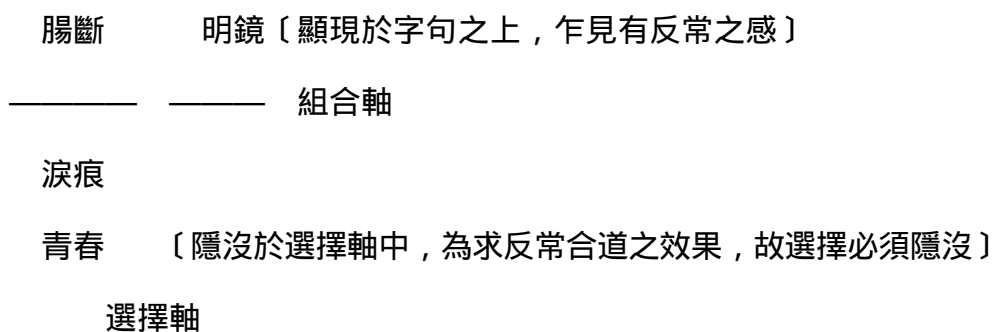 腸斷　　　明鏡〔顯現於字句之上，乍見有反常之感〕
————　———　組合軸
淚痕
青春　〔隱沒於選擇軸中，為求反常合道之效果，故選擇必須隱沒〕
選擇軸